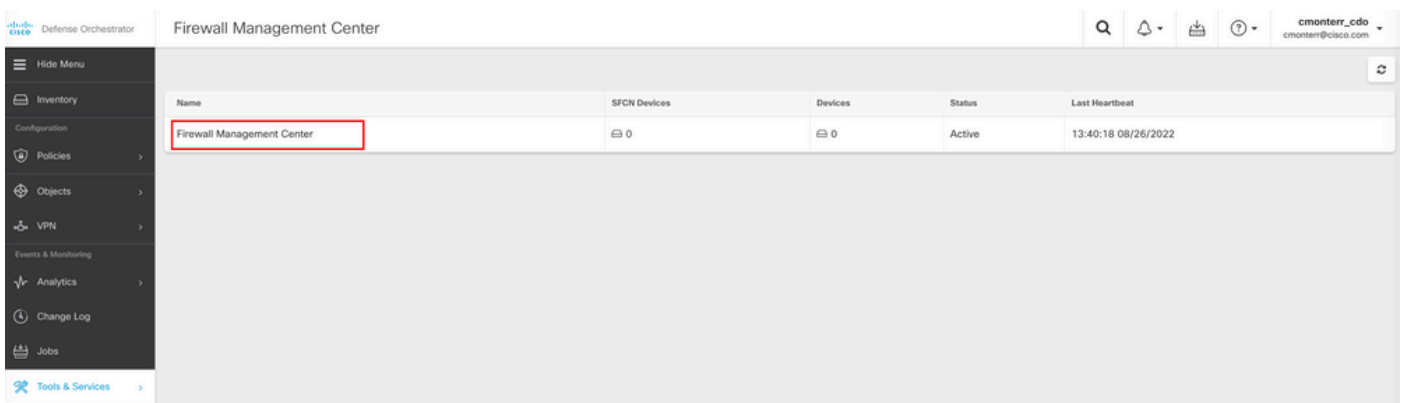 cisco Defense Orchestrator
Firewall Management Center
cmonterr_cdo
cmonterr@cisco.com
Hide Menu
Inventory
Configuration
Policies
Objects
VPN
Events & Monitoring
Analytics
Change Log
Jobs
Tools & Services
Name SFCN Devices Devices Status Last Heartbeat
Firewall Management Center 0 0 Active 13:40:18 08/26/2022